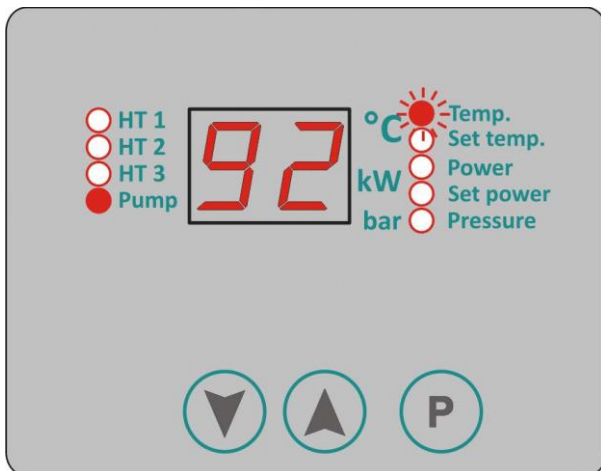 HT 1
HT 2
HT 3
Pump
92
°C
kW
bar
Temp.
Set temp.
Power
Set power
Pressure
P